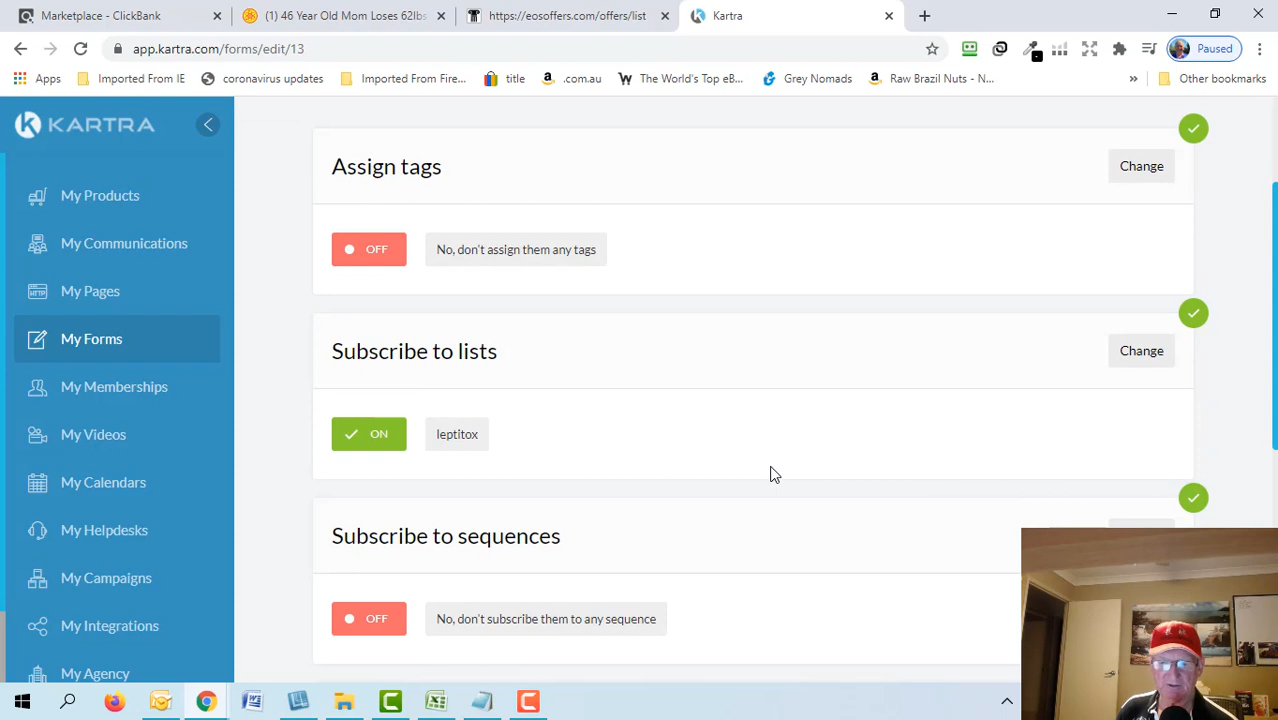 Marketplace - ClickBank
(1) 46 Year Old Mom Loses 62lbs
https://eosoffers.com/offers/list
Kartra
app.kartra.com/forms/edit/13
Paused
Apps
Imported From IE
coronavirus updates
Imported From Fire...
title
.com.au
The World's Top eB...
Grey Nomads
Raw Brazil Nuts - N...
Other bookmarks
KARTRA
My Products
My Communications
My Pages
My Forms
My Memberships
My Videos
My Calendars
My Helpdesks
My Campaigns
My Integrations
My Agency
Assign tags
Change
OFF
No, don't assign them any tags
Subscribe to lists
Change
ON
leptitox
Subscribe to sequences
OFF
No, don't subscribe them to any sequence